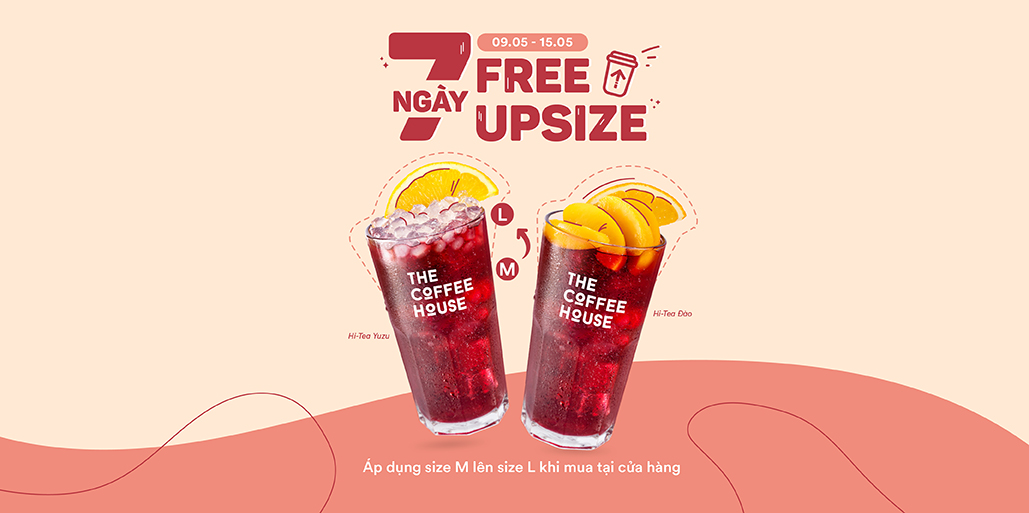 7
NGÀY
09.05 - 15.05
FREE
UPSIZE
L
M
THE
COFFEE
HOUSE
THE
COFFEE
HOUSE
Hi-Tea Yuzu
Hi-Tea Đào
Áp dụng size M lên size L khi mua tại cửa hàng